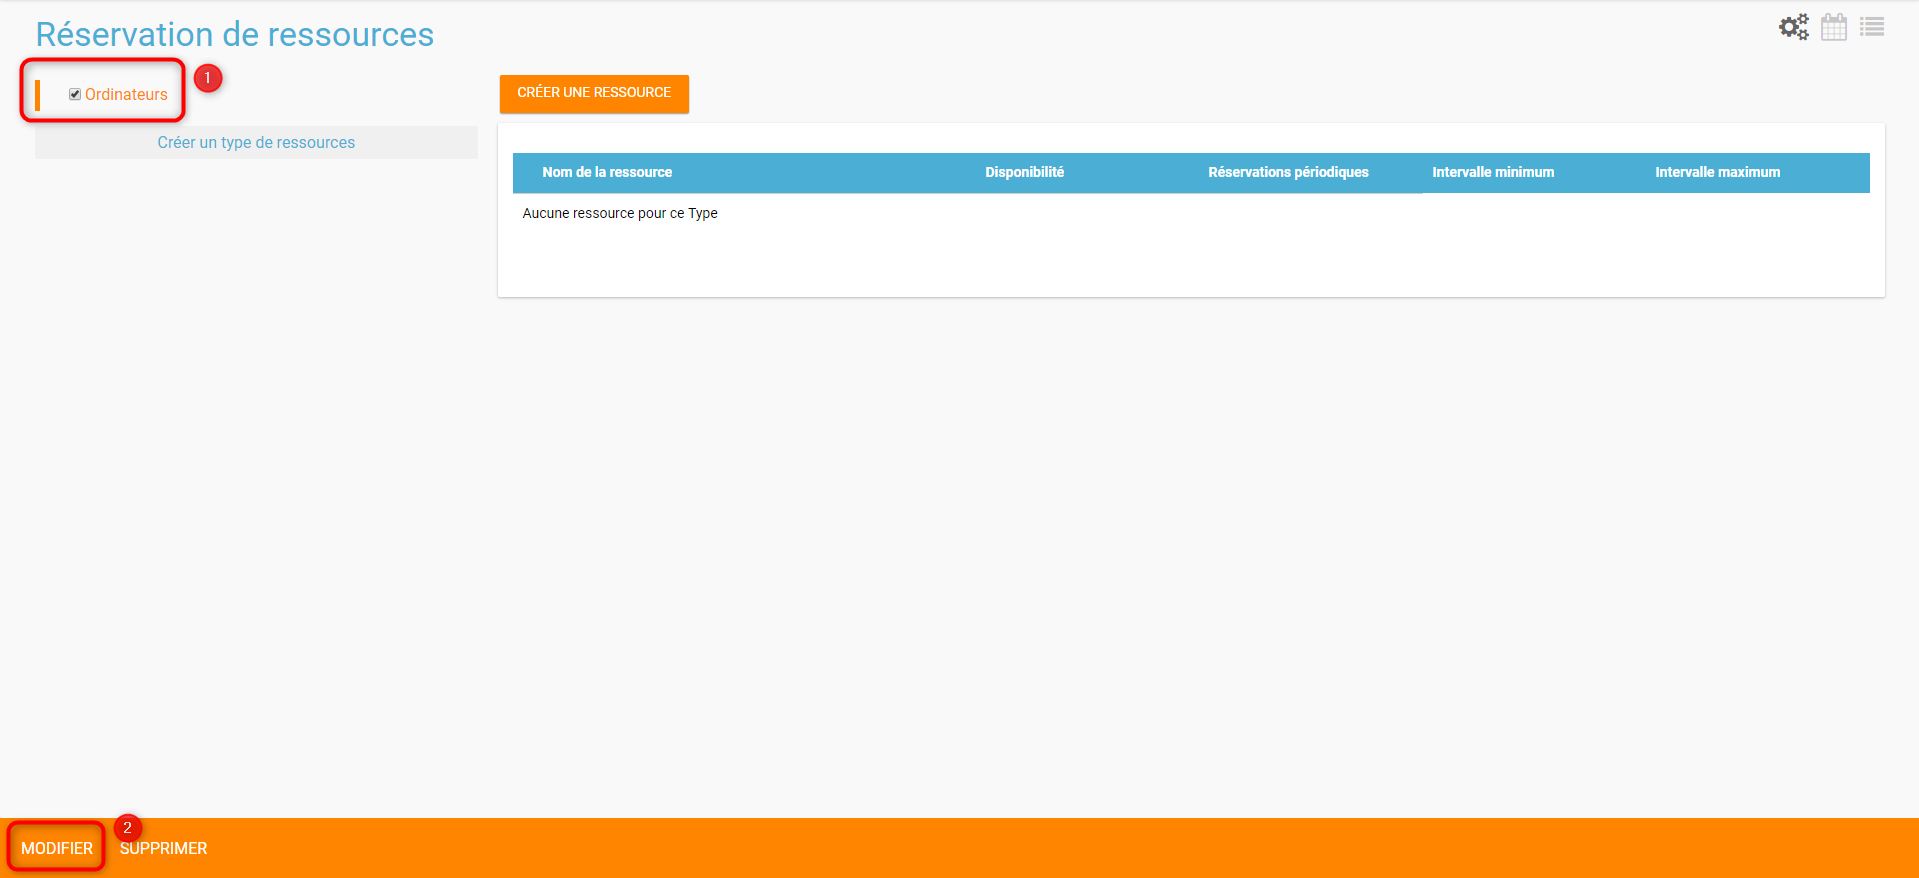 Réservation de ressources
Ordinateurs
1
Créer un type de ressources
CRÉER UNE RESSOURCE
Nom de la ressource Disponibilité Réservations périodiques Intervalle minimum Intervalle maximum
Aucune ressource pour ce Type
2
MODIFIER SUPPRIMER